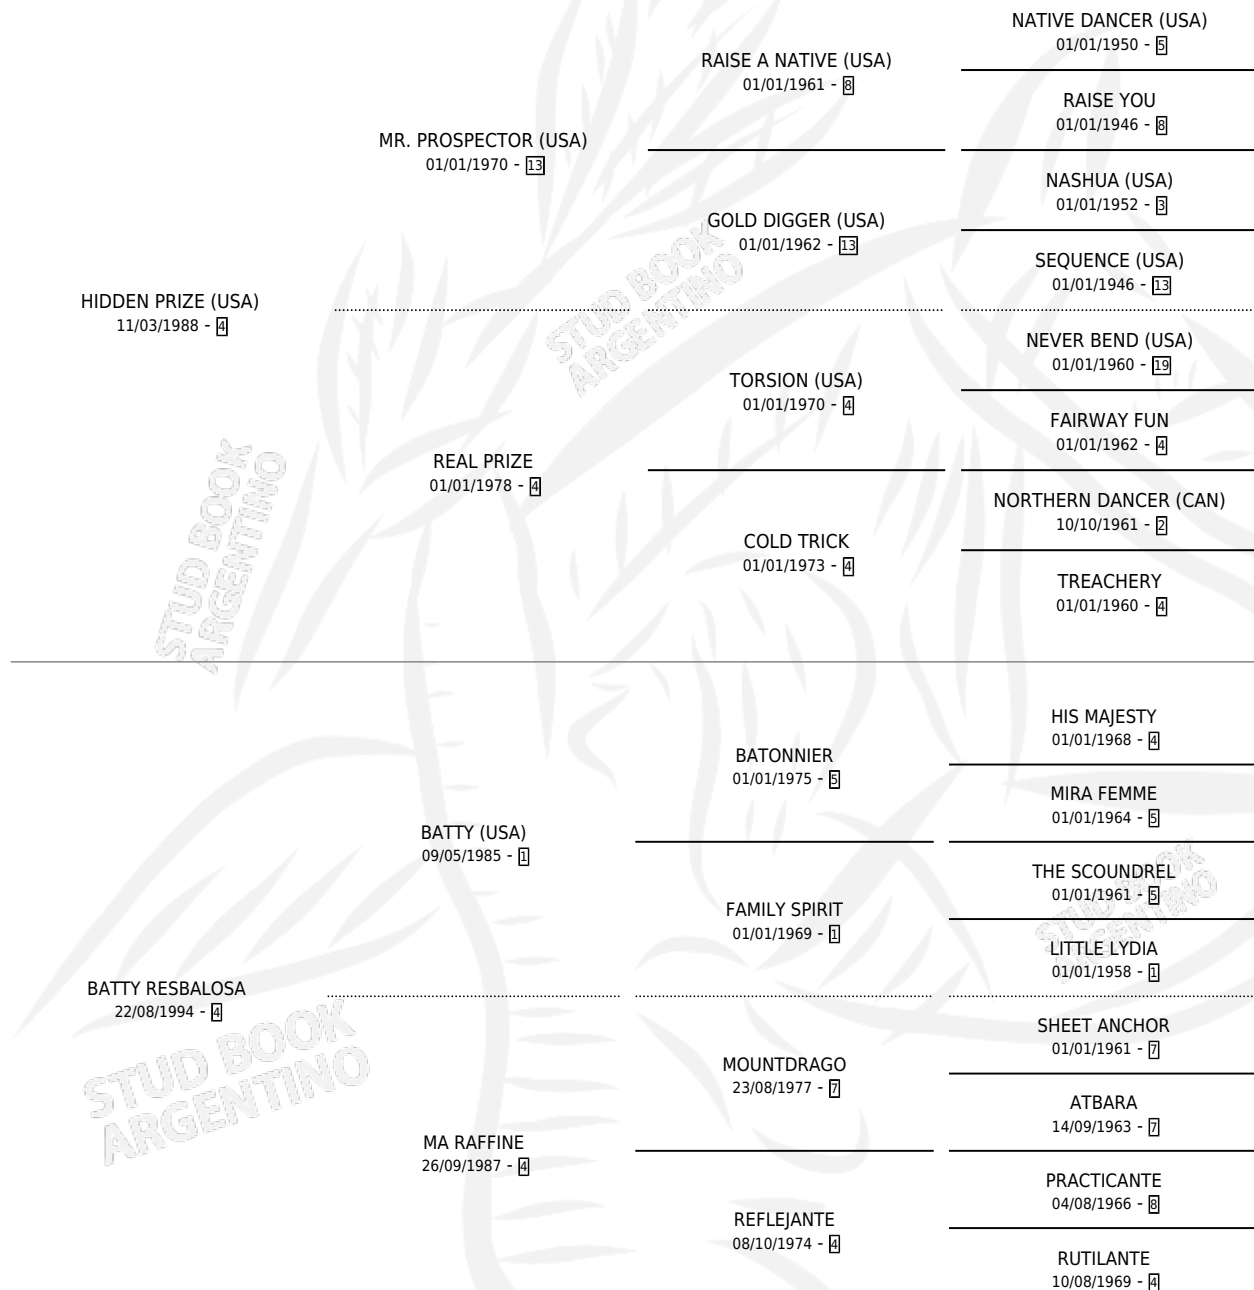 NATIVE DANCER (USA)
01/01/1950 - 5
RAISE A NATIVE (USA)
01/01/1961 - 8
RAISE YOU
01/01/1946 - 8
MR. PROSPECTOR (USA)
01/01/1970 - 13
NASHUA (USA)
01/01/1952 - 3
GOLD DIGGER (USA)
01/01/1962 - 13
SEQUENCE (USA)
01/01/1946 - 13
HIDDEN PRIZE (USA)
11/03/1988 - 4
STUD BOOK
ARGENTINO
NEVER BEND (USA)
01/01/1960 - 19
TORSION (USA)
01/01/1970 - 4
FAIRWAY FUN
01/01/1962 - 4
REAL PRIZE
01/01/1978 - 4
NORTHERN DANCER (CAN)
10/10/1961 - 2
COLD TRICK
01/01/1973 - 4
TREACHERY
01/01/1960 - 4
STUD BOOK
ARGENTINO
HIS MAJESTY
01/01/1968 - 4
BATONNIER
01/01/1975 - 5
MIRA FEMME
01/01/1964 - 5
BATTY (USA)
09/05/1985 - 1
THE SCOUNDREL
01/01/1961 - 5
FAMILY SPIRIT
01/01/1969 - 1
STUD BOOK
ARGENTINO
LITTLE LYDIA
01/01/1958 - 1
BATTY RESBALOSA
22/08/1994 - 4
STUD BOOK
ARGENTINO
SHEET ANCHOR
01/01/1961 - 7
MOUNTDRAGO
23/08/1977 - 7
ATBARA
14/09/1963 - 7
MA RAFFINE
26/09/1987 - 4
PRACTICANTE
04/08/1966 - 8
REFLEJANTE
08/10/1974 - 4
RUTILANTE
10/08/1969 - 4